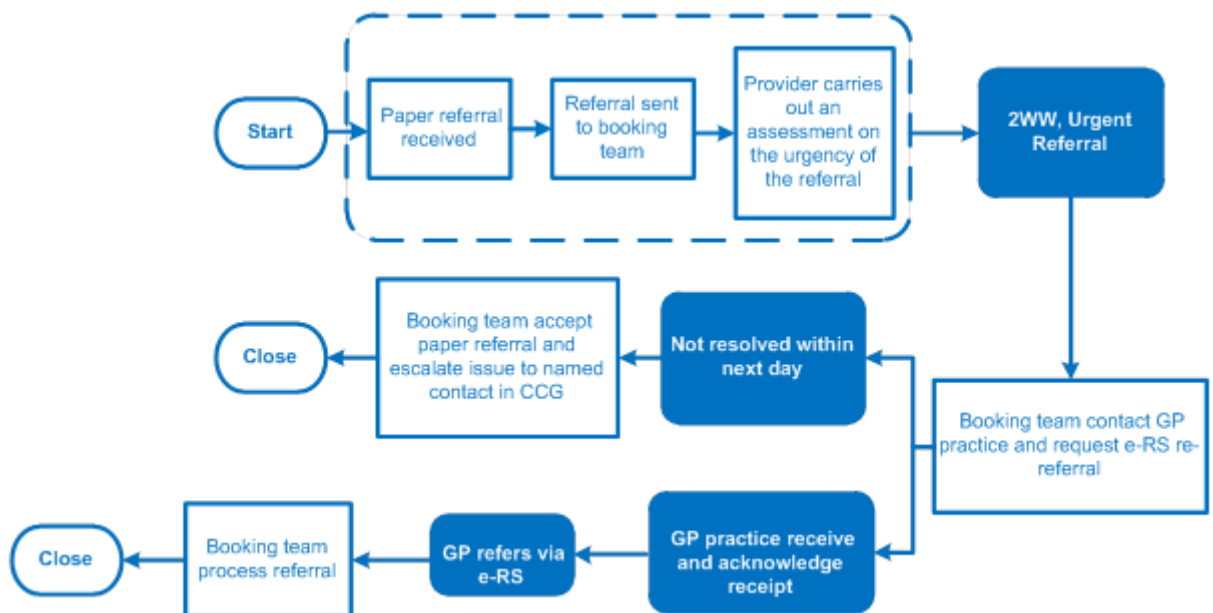 Start
Paper referral
received
Referral sent
to booking
team
Provider carries
out an
assessment on
the urgency of
the referral
2WW, Urgent
Referral
Close
Booking team accept
paper referral and
escalate issue to named
contact in CCG
Not resolved within
next day
Booking team contact GP
practice and request e-RS re-
referral
Close
Booking team
process referral
GP refers via
e-RS
GP practice receive
and acknowledge
receipt